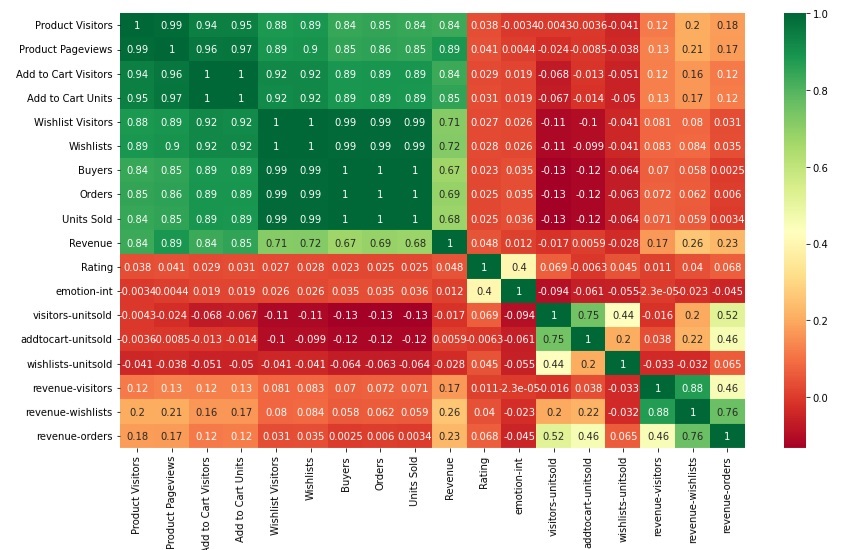 Product Visitors 1 0.99 0.94 0.95 0.88 0.89 0.84 0.85 0.84 0.84 0.038 -0.0034 0.0043 -0.0036 -0.041 0.12 0.2 0.18
Product Pageviews 0.99 1 0.96 0.97 0.89 0.9 0.85 0.86 0.85 0.89 0.041 0.0044 -0.024 -0.0085 -0.038 0.13 0.21 0.17
Add to Cart Visitors 0.94 0.96 1 1 0.92 0.92 0.89 0.89 0.89 0.84 0.029 0.019 -0.068 -0.013 -0.051 0.12 0.16 0.12
Add to Cart Units 0.95 0.97 1 1 0.92 0.92 0.89 0.89 0.89 0.85 0.031 0.019 -0.067 -0.014 -0.05 0.13 0.17 0.12
Wishlist Visitors 0.88 0.89 0.92 0.92 1 1 0.99 0.99 0.99 0.71 0.027 0.026 -0.11 -0.1 -0.041 0.081 0.08 0.031
Wishlists 0.89 0.9 0.92 0.92 1 1 0.99 0.99 0.99 0.72 0.028 0.026 -0.11 -0.099 -0.041 0.083 0.084 0.035
Buyers 0.84 0.85 0.89 0.89 0.99 0.99 1 1 1 0.67 0.023 0.035 -0.13 -0.12 -0.064 0.07 0.058 0.0025
Orders 0.85 0.86 0.89 0.89 0.99 0.99 1 1 1 0.69 0.025 0.035 -0.13 -0.12 -0.063 0.072 0.062 0.006
Units Sold 0.84 0.85 0.89 0.89 0.99 0.99 1 1 1 0.68 0.025 0.036 -0.13 -0.12 -0.064 0.071 0.059 0.0034
Revenue 0.84 0.89 0.84 0.85 0.71 0.72 0.67 0.69 0.68 1 0.048 0.012 -0.017 0.0059 -0.028 0.17 0.26 0.23
Rating 0.038 0.041 0.029 0.031 0.027 0.028 0.023 0.025 0.025 0.048 1 0.4 0.069 -0.0063 0.045 0.011 0.04 0.068
emotion-int -0.0034 0.0044 0.019 0.019 0.026 0.026 0.035 0.035 0.036 0.012 0.4 1 -0.094 -0.061 -0.055 -2.3e-05 -0.023 -0.045
visitors-unitsold -0.0043 -0.024 -0.068 -0.067 -0.11 -0.11 -0.13 -0.13 -0.13 -0.017 0.069 -0.094 1 0.75 0.44 -0.016 0.2 0.52
addtocart-unitsold -0.0036 -0.0085 -0.013 -0.014 -0.1 -0.099 -0.12 -0.12 -0.12 0.0059 -0.0063 -0.061 0.75 1 0.2 0.038 0.22 0.46
wishlists-unitsold -0.041 -0.038 -0.051 -0.05 -0.041 -0.041 -0.064 -0.063 -0.064 -0.028 0.045 -0.055 0.44 0.2 1 -0.033 -0.032 0.065
revenue-visitors 0.12 0.13 0.12 0.13 0.081 0.083 0.07 0.072 0.071 0.17 0.011 -2.3e-05 -0.016 0.038 -0.033 1 0.88 0.46
revenue-wishlists 0.2 0.21 0.16 0.17 0.08 0.084 0.058 0.062 0.059 0.26 0.04 -0.023 0.2 0.22 -0.032 0.88 1 0.76
revenue-orders 0.18 0.17 0.12 0.12 0.031 0.035 0.0025 0.006 0.0034 0.23 0.068 -0.045 0.52 0.46 0.065 0.46 0.76 1
Product Visitors
Product Pageviews
Add to Cart Visitors
Add to Cart Units
Wishlist Visitors
Wishlists
Buyers
Orders
Units Sold
Revenue
Rating
emotion-int
visitors-unitsold
addtocart-unitsold
wishlists-unitsold
revenue-visitors
revenue-wishlists
revenue-orders
1.0
0.8
0.6
0.4
0.2
0.0